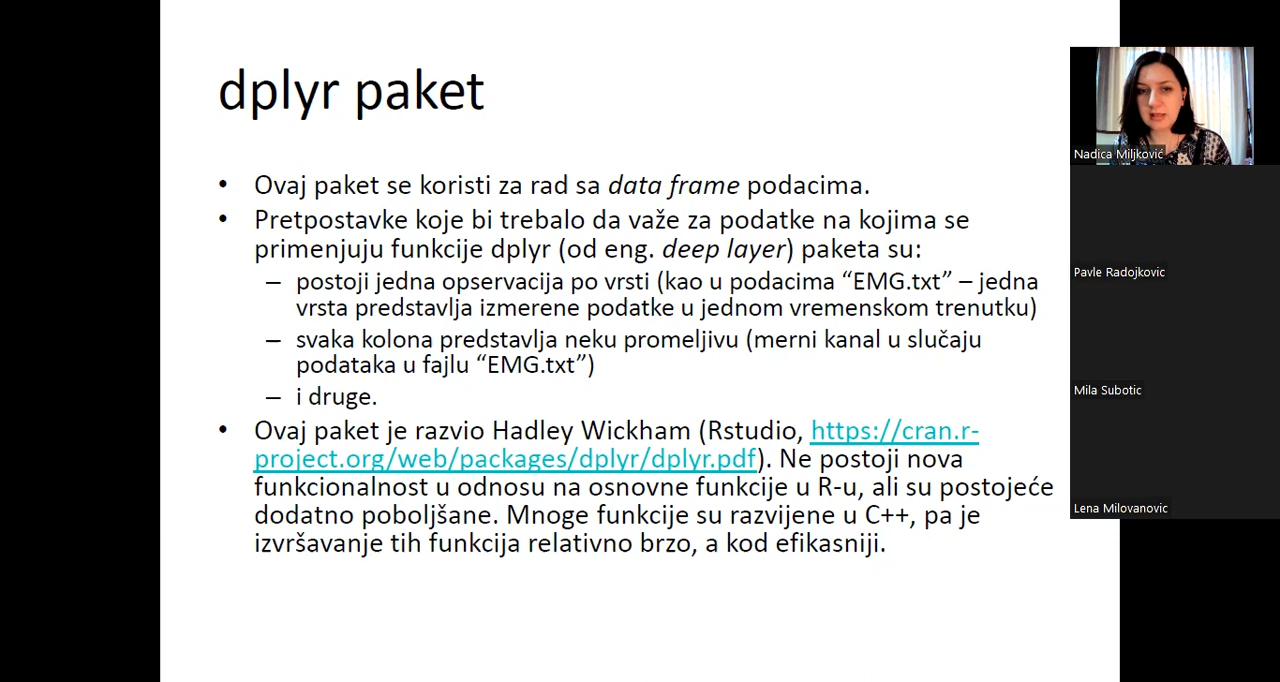 dplyr paket
• Ovaj paket se koristi za rad sa data frame podacima.
• Pretpostavke koje bi trebalo da važe za podatke na kojima se
primenjuju funkcije dplyr (od eng. deep layer) paketa su:
– postoji jedna opservacija po vrsti (kao u podacima “EMG.txt” – jedna
vrsta predstavlja izmerene podatke u jednom vremenskom trenutku)
– svaka kolona predstavlja neku promeljivu (merni kanal u slučaju
podataka u fajlu “EMG.txt”)
– i druge.
• Ovaj paket je razvio Hadley Wickham (Rstudio, https://cran.r-
project.org/web/packages/dplyr/dplyr.pdf). Ne postoji nova
funkcionalnost u odnosu na osnovne funkcije u R-u, ali su postojeće
dodatno poboljšane. Mnoge funkcije su razvijene u C++, pa je
izvršavanje tih funkcija relativno brzo, a kod efikasniji.
Nadica Miljković
Pavle Radojkovic
Mila Subotic
Lena Milovanovic